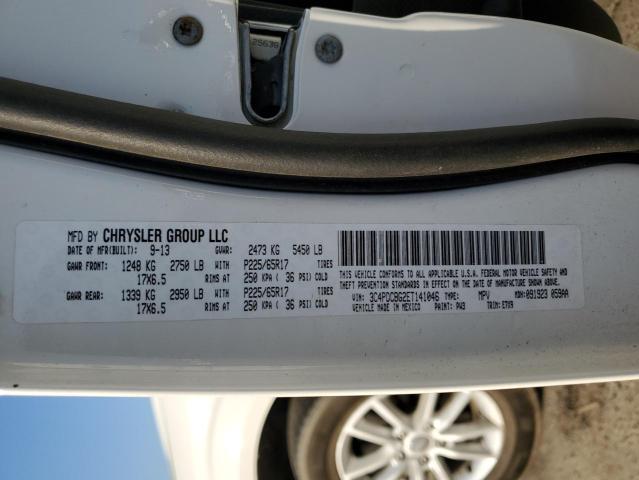 25636
MFD BY CHRYSLER GROUP LLC
DATE OF MFR(BUILT): 9-13 GVWR: 2473 KG 5450 LB
GAWR FRONT: 1248 KG 2750 LB WITH P225/65R17 TIRES
17X6.5 RIMS AT 250 KPA ( 36 PSI) COLD
GAWR REAR: 1339 KG 2950 LB WITH P225/65R17 TIRES
17X6.5 RIMS AT 250 KPA ( 36 PSI) COLD
THIS VEHICLE CONFORMS TO ALL APPLICABLE U.S.A. FEDERAL MOTOR VEHICLE SAFETY AND
THEFT PREVENTION STANDARDS IN EFFECT ON THE DATE OF MANUFACTURE SHOWN ABOVE.
VIN: 3C4PDCBG2ET141046 TYPE: MPV MDH: 091923 059AA
VEHICLE MADE IN MEXICO PAINT: PW3 TRIM: E7X9